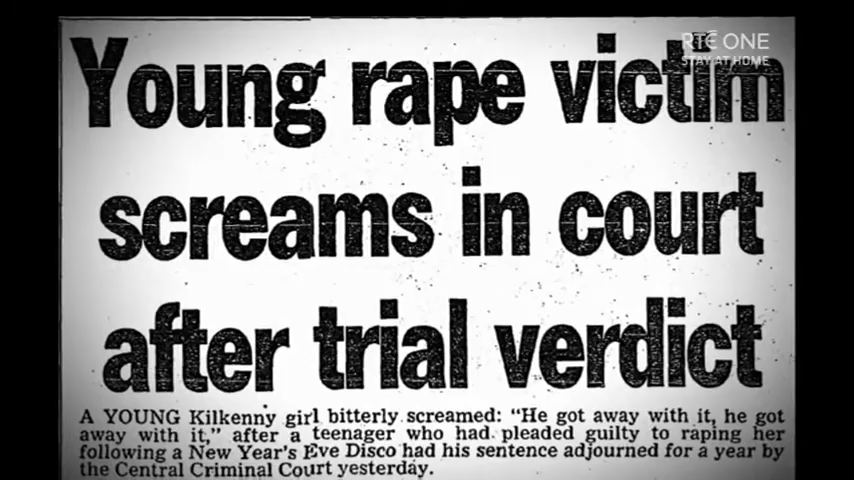 RTÉ ONE
STAY AT HOME
Young rape victim
screams in court
after trial verdict
A YOUNG Kilkenny girl bitterly screamed: "He got away with it, he got
away with it," after a teenager who had pleaded guilty to raping her
following a New Year's Eve Disco had his sentence adjourned for a year by
the Central Criminal Court yesterday.